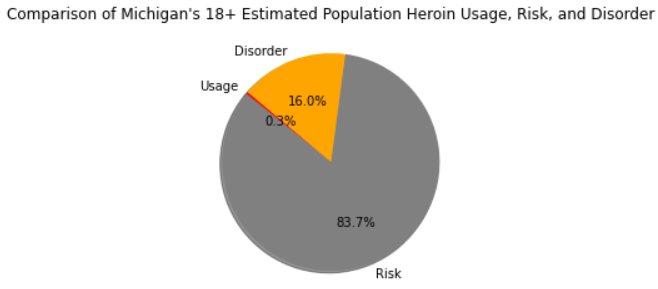 Comparison of Michigan's 18+ Estimated Population Heroin Usage, Risk, and Disorder
Disorder
Usage
16.0%
0.3%
83.7%
Risk